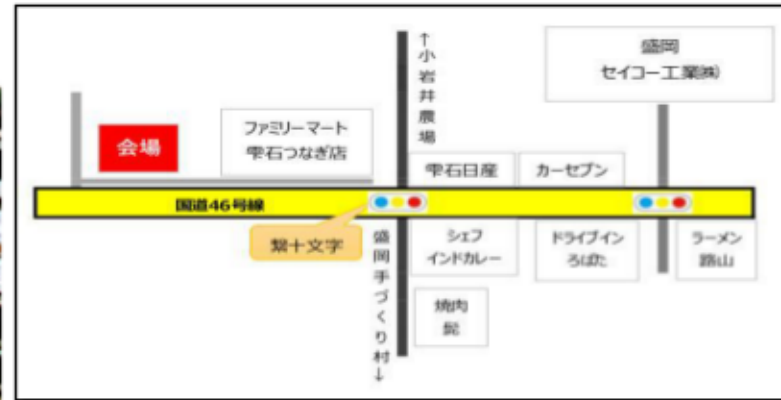 ↑小岩井農場
盛岡
セイコー工業㈱
会場
ファミリーマート
雫石つなぎ店
雫石日産
カーセブン
国道46号線
繋十文字
盛岡手づくり村↓
シェフ
インドカレー
ドライブイン
ろばた
ラーメン
路山
焼肉
髭